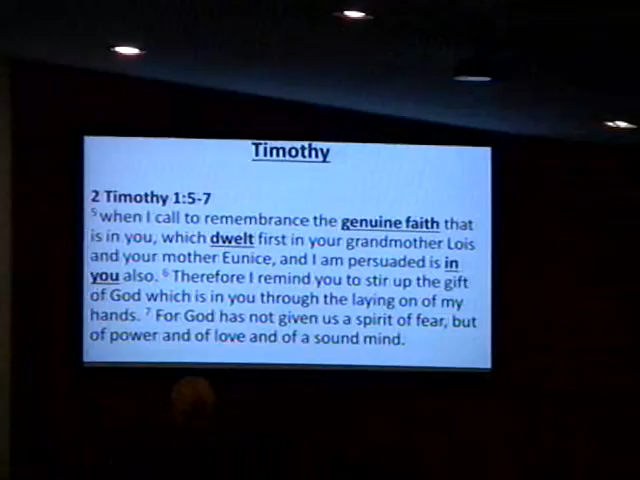 Timothy
2 Timothy 1:5-7
5 when I call to remembrance the genuine faith that
is in you, which dwelt first in your grandmother Lois
and your mother Eunice, and I am persuaded is in
you also. 6 Therefore I remind you to stir up the gift
of God which is in you through the laying on of my
hands. 7 For God has not given us a spirit of fear, but
of power and of love and of a sound mind.